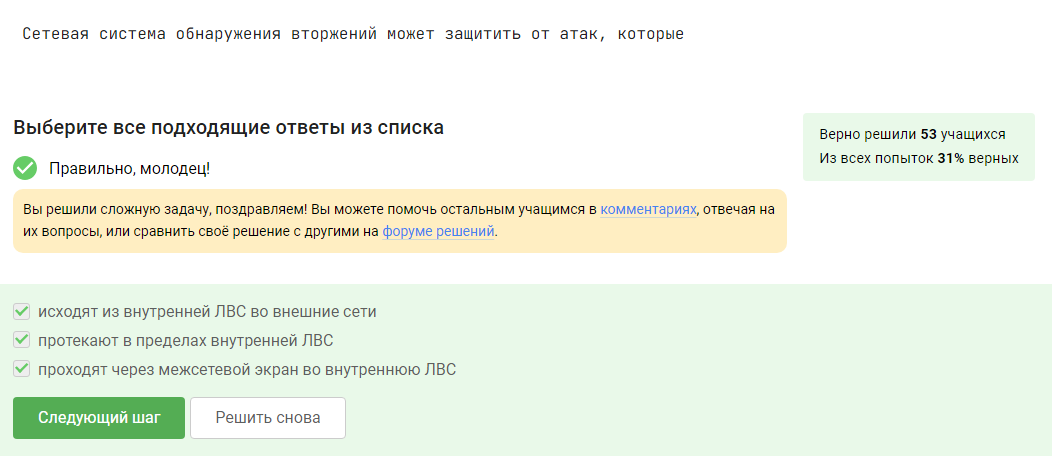 Сетевая система обнаружения вторжений может защитить от атак, которые
Выберите все подходящие ответы из списка
Верно решили 53 учащихся
Из всех попыток 31% верных
Правильно, молодец!
Вы решили сложную задачу, поздравляем! Вы можете помочь остальным учащимся в комментариях, отвечая на
их вопросы, или сравнить своё решение с другими на форуме решений.
исходят из внутренней ЛВС во внешние сети
протекают в пределах внутренней ЛВС
проходят через межсетевой экран во внутреннюю ЛВС
Следующий шаг
Решить снова